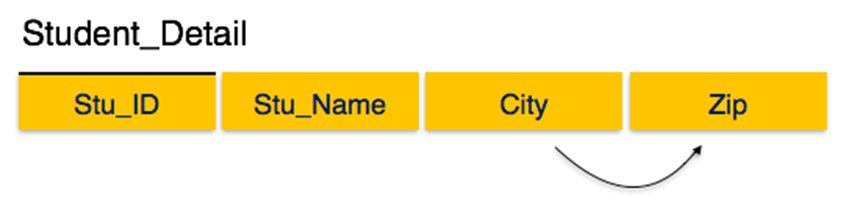 Student_Detail
Stu_ID Stu_Name City Zip